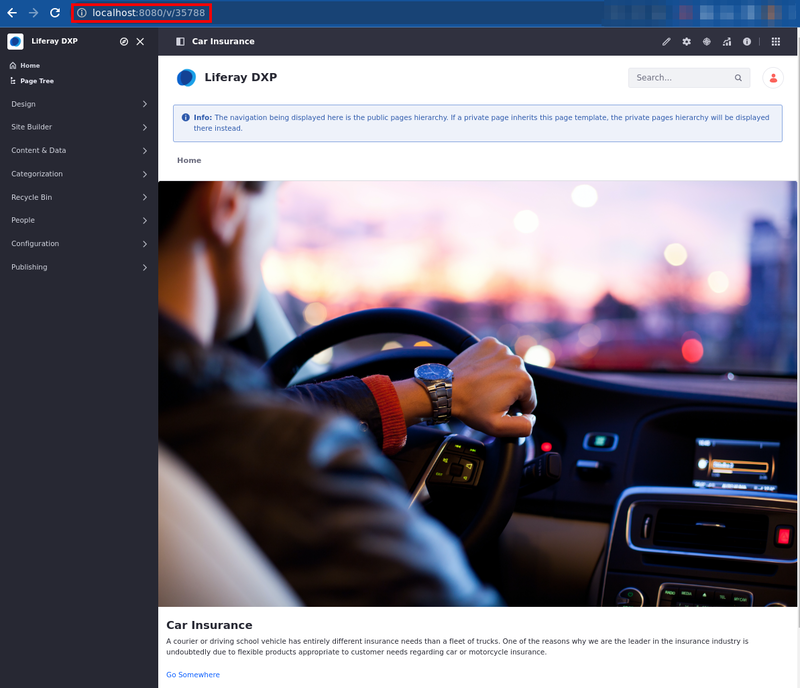 localhost:8080/v/35788
Liferay DXP
Car Insurance
Home
Page Tree
Design
Site Builder
Content & Data
Categorization
Recycle Bin
People
Configuration
Publishing
Liferay DXP
Search...
Info: The navigation being displayed here is the public pages hierarchy. If a private page inherits this page template, the private pages hierarchy will be displayed
there instead.
Home
Car Insurance
A courier or driving school vehicle has entirely different insurance needs than a fleet of trucks. One of the reasons why we are the leader in the insurance industry is
undoubtedly due to flexible products appropriate to customer needs regarding car or motorcycle insurance.
Go Somewhere